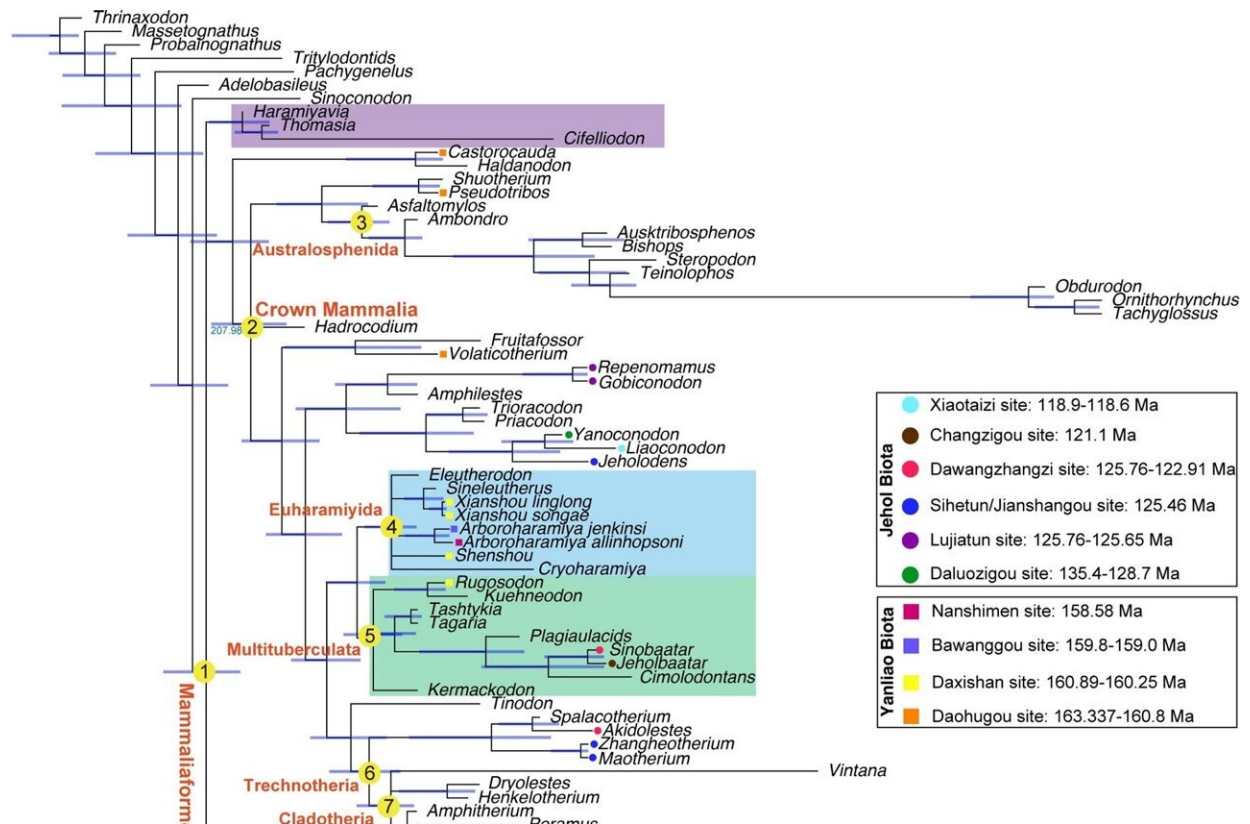 Thrinaxodon
Massetognathus
Probainognathus
Tritylodontids
Pachygenelus
Adelobasileus
Sinoconodon
Haramiyavia
Thomasia
Cifelliodon
Castorocauda
Haldanodon
Shuotherium
Pseudotribos
Asfaltomylos
3
Ambondro
Australosphenida
Ausktribosphenos
Bishops
Steropodon
Teinolophos
Obdurodon
Ornithorhynchus
Tachyglossus
Crown Mammalia
207.98
2
Hadrocodium
Fruitafossor
Volaticotherium
Repenomamus
Gobiconodon
Amphilestes
Trioracodon
Priacodon
Yanoconodon
Liaoconodon
Jeholodens
Eleutherodon
Sineleutherus
Xianshou linglong
Euharamiyida
Xianshou songae
4
Arboroharamiya jenkinsi
Arboroharamiya allinhopsoni
Shenshou
Cryoharamiya
Rugosodon
Kuehneodon
Tashtykia
Tagaria
5
Multituberculata
Plagiaulacids
Sinobaatar
Jeholbaatar
Cimolodontans
1
Kermackodon
Tinodon
Spalacotherium
Akidolestes
Zhangheotherium
Maotherium
6
Trechnotheria
Vintana
Dryolestes
Henkelotherium
7
Amphitherium
Cladotheria
Peramus
Jehol Biota
Xiaotaizi site: 118.9-118.6 Ma
Changzigou site: 121.1 Ma
Dawangzhangzi site: 125.76-122.91 Ma
Sihetun/Jianshangou site: 125.46 Ma
Lujiatun site: 125.76-125.65 Ma
Daluozigou site: 135.4-128.7 Ma
Yanliao Biota
Nanshimen site: 158.58 Ma
Bawanggou site: 159.8-159.0 Ma
Daxishan site: 160.89-160.25 Ma
Daohugou site: 163.337-160.8 Ma